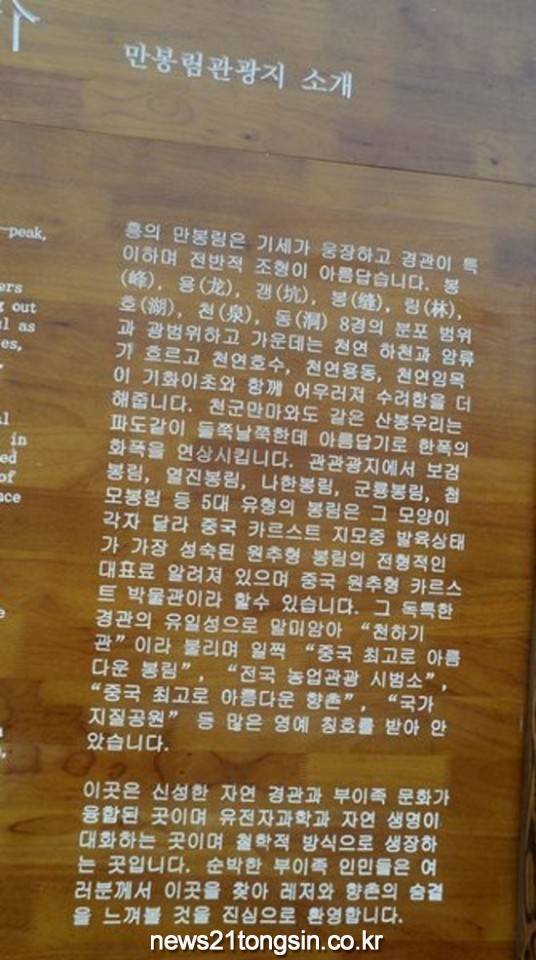 만봉림관광지 소개
—peak,
ers
g out
el as
es,
al
in
ed
of
nce
e
흥의 만봉림은 기세가 웅장하고 경관이 특
이하며 전반적 조형이 아름답습니다. 봉
(峰), 용(龙), 갱(坑), 봉(缝), 림(林),
호(湖), 천(泉), 동(洞) 8경의 분포 범위
과 광범위하고 가운데는 천연 하천과 암류
가 흐르고 천연호수, 천연용동, 천연임목
이 기화이초와 함께 어우러져 수려함을 더
해줍니다. 천군만마와도 같은 산봉우리는
파도같이 들쭉날쭉한데 아름답기로 한폭의
화폭을 연상시킵니다. 관관광지에서 보검
봉림, 열진봉림, 나한봉림, 군룡봉림, 첨
모봉림 등 5대 유형의 봉림은 그 모양이
각자 달라 중국 카르스트 지모중 발육상태
가 가장 성숙된 원추형 봉림의 전형적인
대표로 알려져 있으며 중국 원추형 카르스
트 박물관이라 할수 있습니다. 그 독특한
경관의 유일성으로 말미암아 “천하기
관”이라 불리며 일찍 “중국 최고로 아름
다운 봉림”, “전국 농업관광 시범소”,
“중국 최고로 아름다운 향촌”, “국가
지질공원” 등 많은 영예 칭호를 받아 안
았습니다.
이곳은 신성한 자연 경관과 부이족 문화가
융합된 곳이며 유전자과학과 자연 생명이
대화하는 곳이며 철학적 방식으로 생장하
는 곳입니다. 순박한 부이족 인민들은 여
러분께서 이곳을 찾아 레저와 향촌의 숨결
을 느껴볼 것을 진심으로 환영합니다.
news21tongsin.co.kr